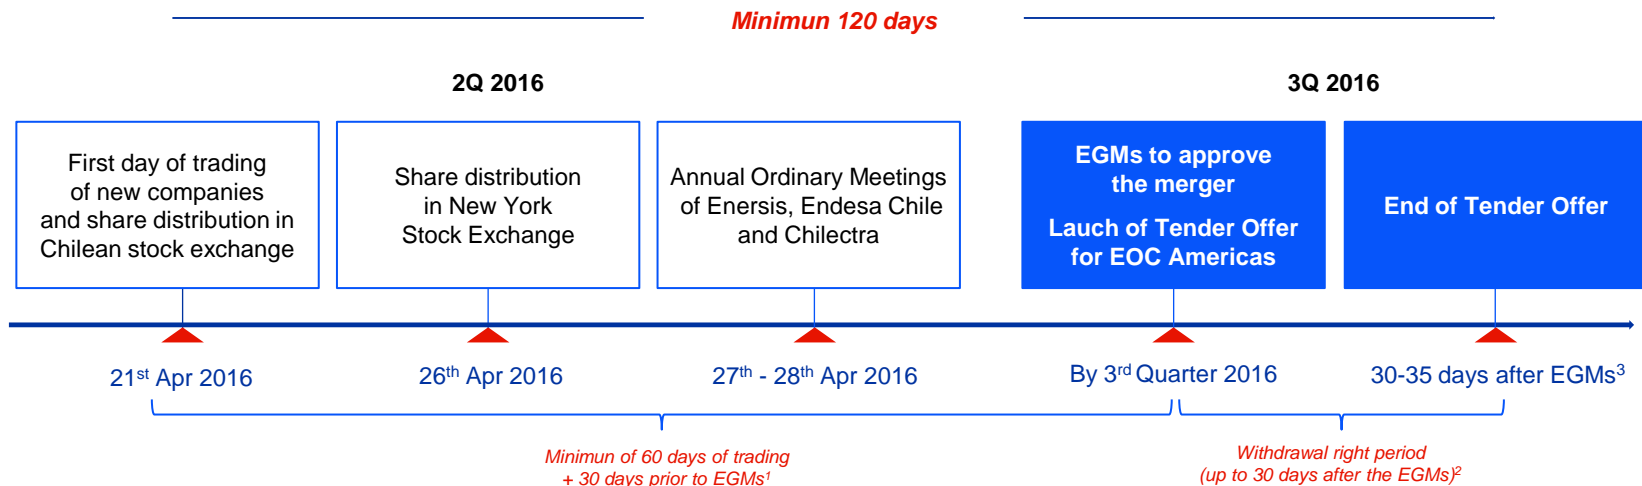 Minimun 120 days
2Q 2016
3Q 2016
First day of trading
of new companies
and share distribution in
Chilean stock exchange
Share distribution
in New York
Stock Exchange
Annual Ordinary Meetings
of Enersis, Endesa Chile
and Chilectra
EGMs to approve
the merger
Lauch of Tender Offer
for EOC Americas
End of Tender Offer
21st Apr 2016
26th Apr 2016
27th - 28th Apr 2016
By 3rd Quarter 2016
30-35 days after EGMs3
Minimun of 60 days of trading
+ 30 days prior to EGMs1
Withdrawal right period
(up to 30 days after the EGMs)2